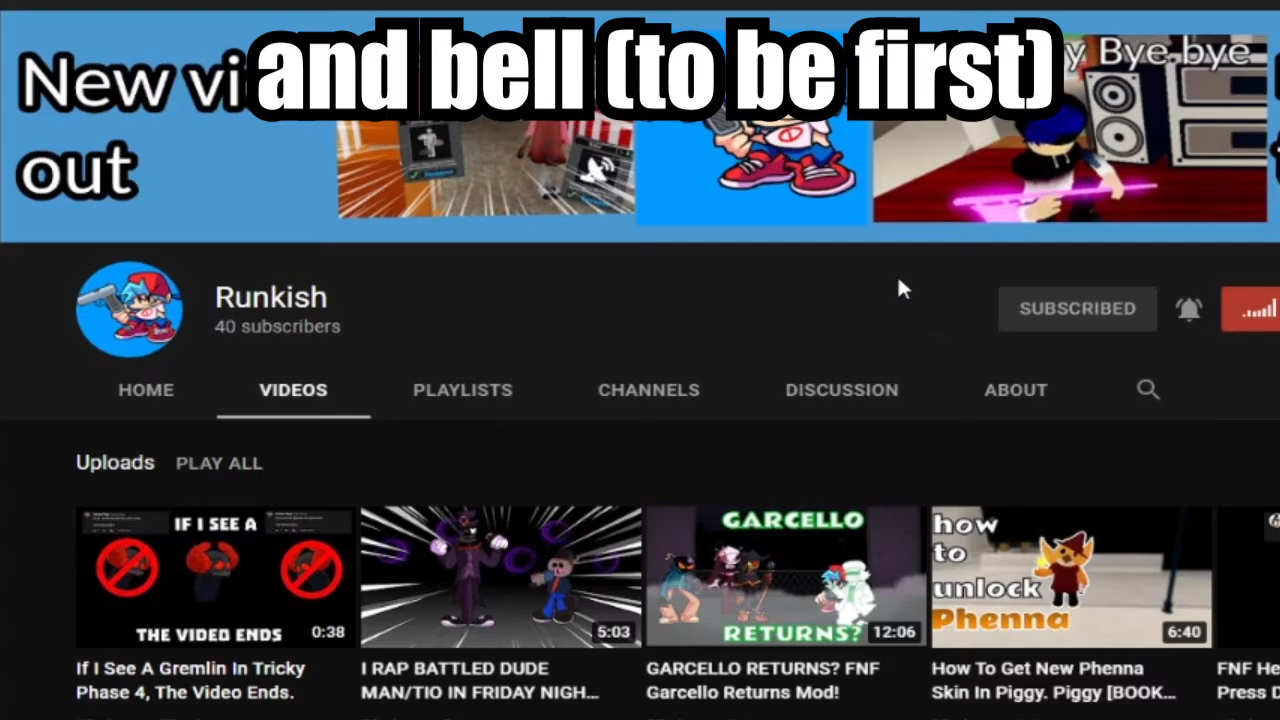 and bell (to be first)
New vi
out
y Bye bye
Runkish
40 subscribers
SUBSCRIBED
HOME VIDEOS PLAYLISTS CHANNELS DISCUSSION ABOUT
Uploads PLAY ALL
IF I SEE A
THE VIDEO ENDS
0:38
5:03
GARCELLO
RETURNS?
12:06
how
to
unlock
Phenna
6:40
If I See A Gremlin In Tricky
Phase 4, The Video Ends.
I RAP BATTLED DUDE
MAN/TIO IN FRIDAY NIGH...
GARCELLO RETURNS? FNF
Garcello Returns Mod!
How To Get New Phenna
Skin In Piggy. Piggy [BOOK...
FNF He
Press D